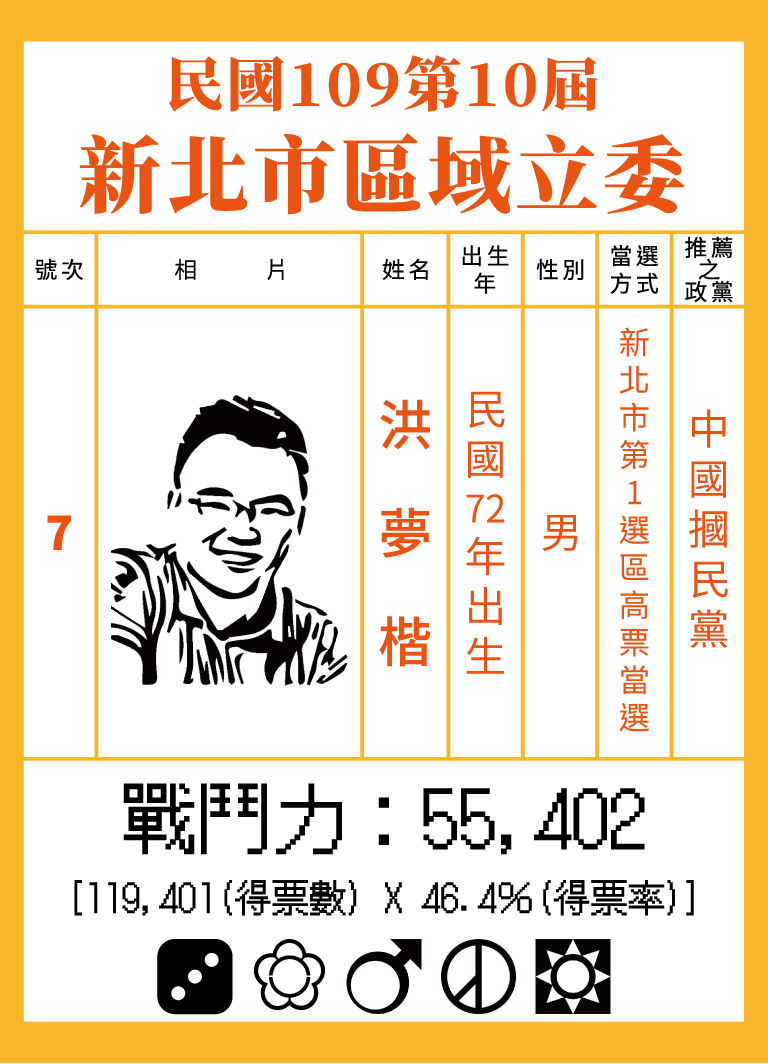 民國109第10屆
新北市區域立委
號次
相 片
姓名
出生年
性別
當選方式
推薦之政黨
7
洪夢楷
民國72年出生
男
新北市第1選區高票當選
中國摑民黨
戰鬥力：55,402
[119,401(得票數) X 46.4%(得票率)]